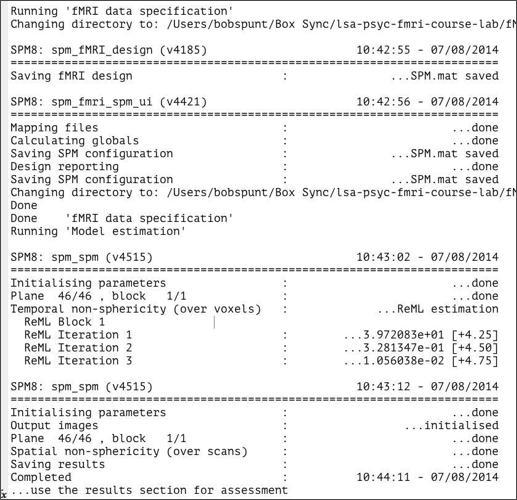 Running 'fMRI data specification'
Changing directory to: /Users/bobspunt/Box Sync/lsa-psyc-fmri-course-lab/fM
SPM8: spm_fMRI_design (v4185) 10:42:55 - 07/08/2014
========================================================================
Saving fMRI design : ...SPM.mat saved
SPM8: spm_fmri_spm_ui (v4421) 10:42:56 - 07/08/2014
========================================================================
Mapping files : ...done
Calculating globals : ...done
Saving SPM configuration : ...SPM.mat saved
Design reporting : ...done
Saving SPM configuration : ...SPM.mat saved
Changing directory to: /Users/bobspunt/Box Sync/lsa-psyc-fmri-course-lab/fM
Done
Done 'fMRI data specification'
Running 'Model estimation'
SPM8: spm_spm (v4515) 10:43:02 - 07/08/2014
========================================================================
Initialising parameters : ...done
Plane 46/46 , block 1/1 : ...done
Temporal non-sphericity (over voxels) : ...ReML estimation
ReML Block 1
ReML Iteration 1 : ...3.972083e+01 [+4.25]
ReML Iteration 2 : ...3.281347e-01 [+4.50]
ReML Iteration 3 : ...1.056038e-02 [+4.75]
SPM8: spm_spm (v4515) 10:43:12 - 07/08/2014
========================================================================
Initialising parameters : ...done
Output images : ...initialised
Plane 46/46 , block 1/1 : ...done
Spatial non-sphericity (over scans) : ...done
Saving results : ...done
Completed : 10:44:11 - 07/08/2014
...use the results section for assessment